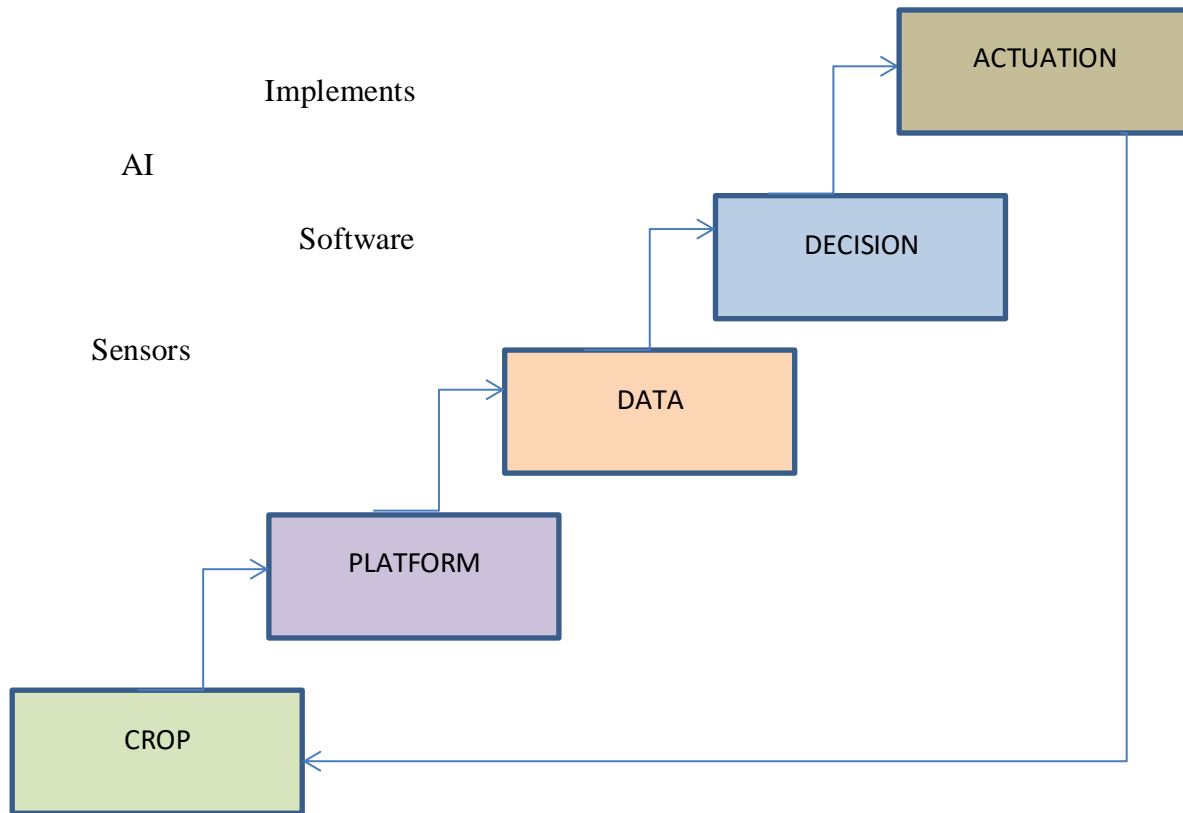 ACTUATION
Implements
AI
Software
DECISION
Sensors
DATA
PLATFORM
CROP